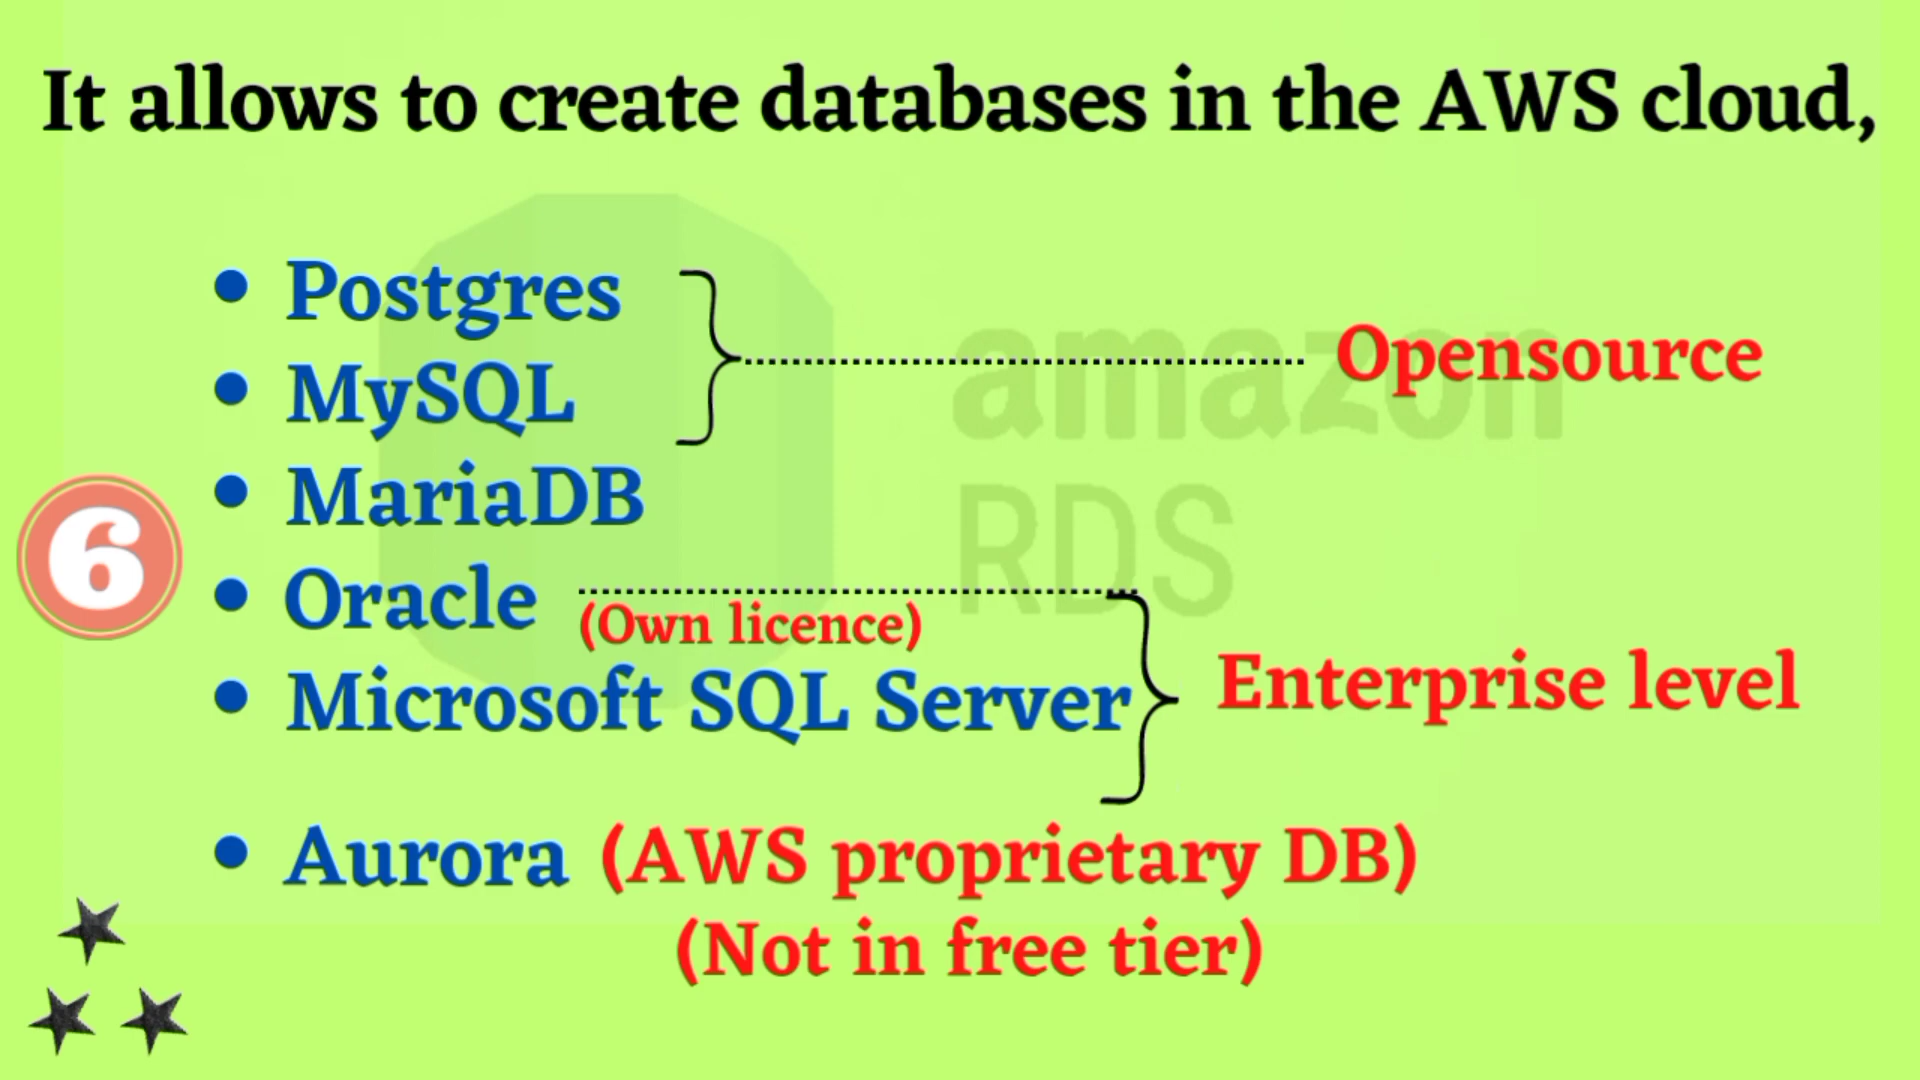 It allows to create databases in the AWS cloud,
• Postgres
• MySQL
Opensource
• MariaDB
• Oracle
(Own licence)
• Microsoft SQL Server
Enterprise level
• Aurora (AWS proprietary DB)
(Not in free tier)
6
amazon
RDS